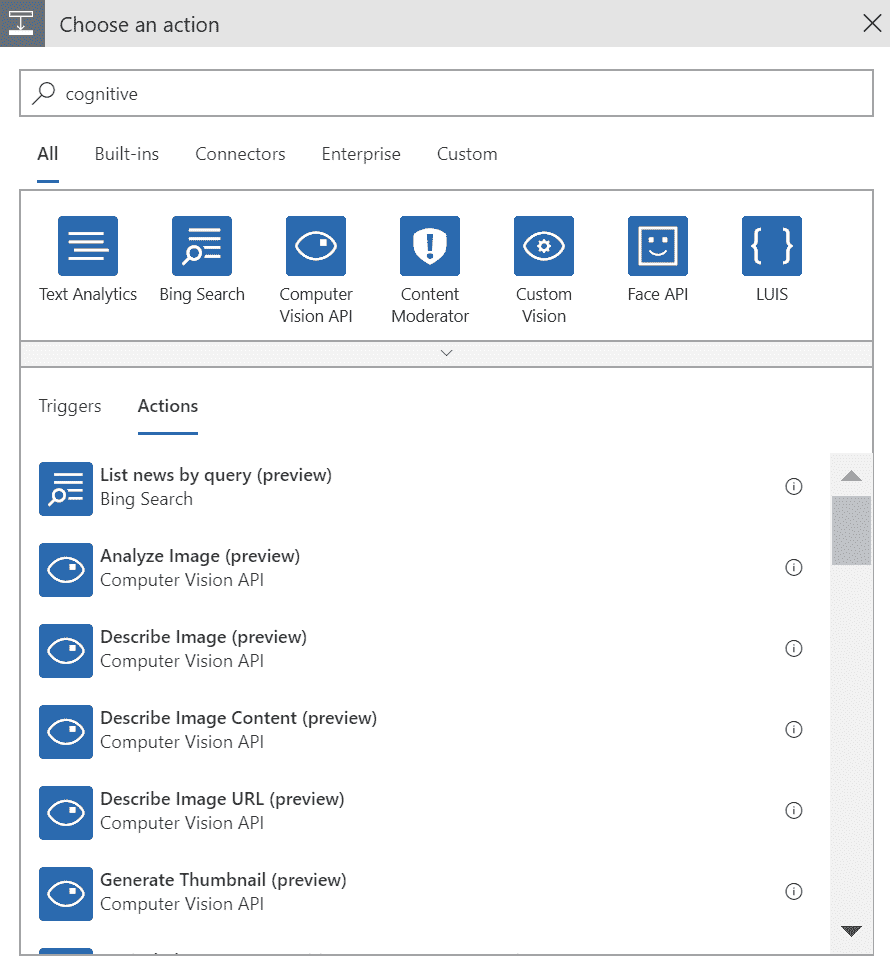 Choose an action
cognitive
All Built-ins Connectors Enterprise Custom
Text Analytics Bing Search Computer Content Custom Face API LUIS
Vision API Moderator Vision
Triggers Actions
List news by query (preview)
Bing Search
Analyze Image (preview)
Computer Vision API
Describe Image (preview)
Computer Vision API
Describe Image Content (preview)
Computer Vision API
Describe Image URL (preview)
Computer Vision API
Generate Thumbnail (preview)
Computer Vision API